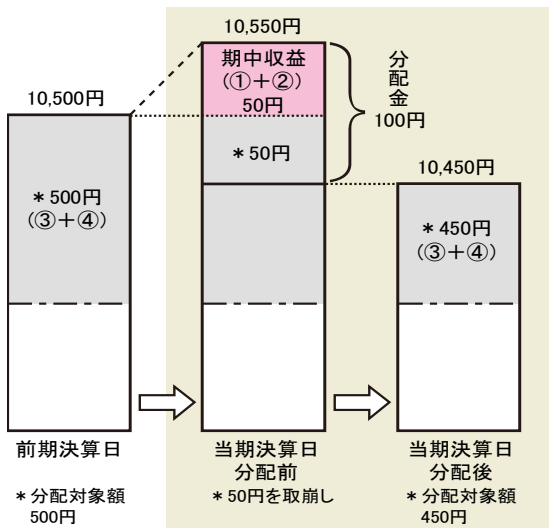 10,550円
期中収益
(①+②)
50円
分配金
100円
10,500円
*50円
10,450円
*500円
(③+④)
*450円
(③+④)
前期決算日
当期決算日
分配前
当期決算日
分配後
*分配対象額
500円
*50円を取崩し
*分配対象額
450円